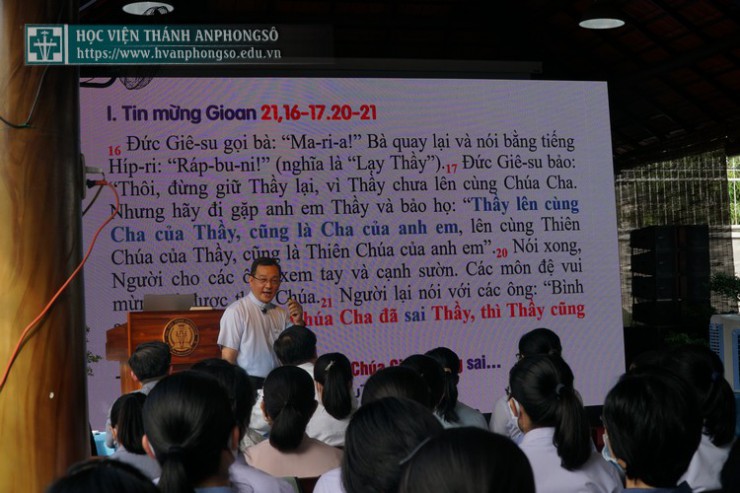 HỌC VIỆN THÁNH ANPHONGSÔ
https://www.hvanphongso.edu.vn
I. Tin mừng Gioan 21,16-17.20-21
16 Đức Giê-su gọi bà: “Ma-ri-a!” Bà quay lại và nói bằng tiếng
Híp-ri: “Ráp-bu-ni!” (nghĩa là “Lạy Thầy”).17 Đức Giê-su bảo:
“Thôi, đừng giữ Thầy lại, vì Thầy chưa lên cùng Chúa Cha.
Nhưng hãy đi gặp anh em Thầy và bảo họ: “Thầy lên cùng
Cha của Thầy, cũng là Cha của anh em, lên cùng Thiên
Chúa của Thầy, cũng là Thiên Chúa của anh em”.20 Nói xong,
Người cho các xem tay và cạnh sườn. Các môn đệ vui
Chúa.21 Người lại nói với các ông: “Bình
Chúa Cha đã sai Thầy, thì Thầy cũng
Chúa sai...